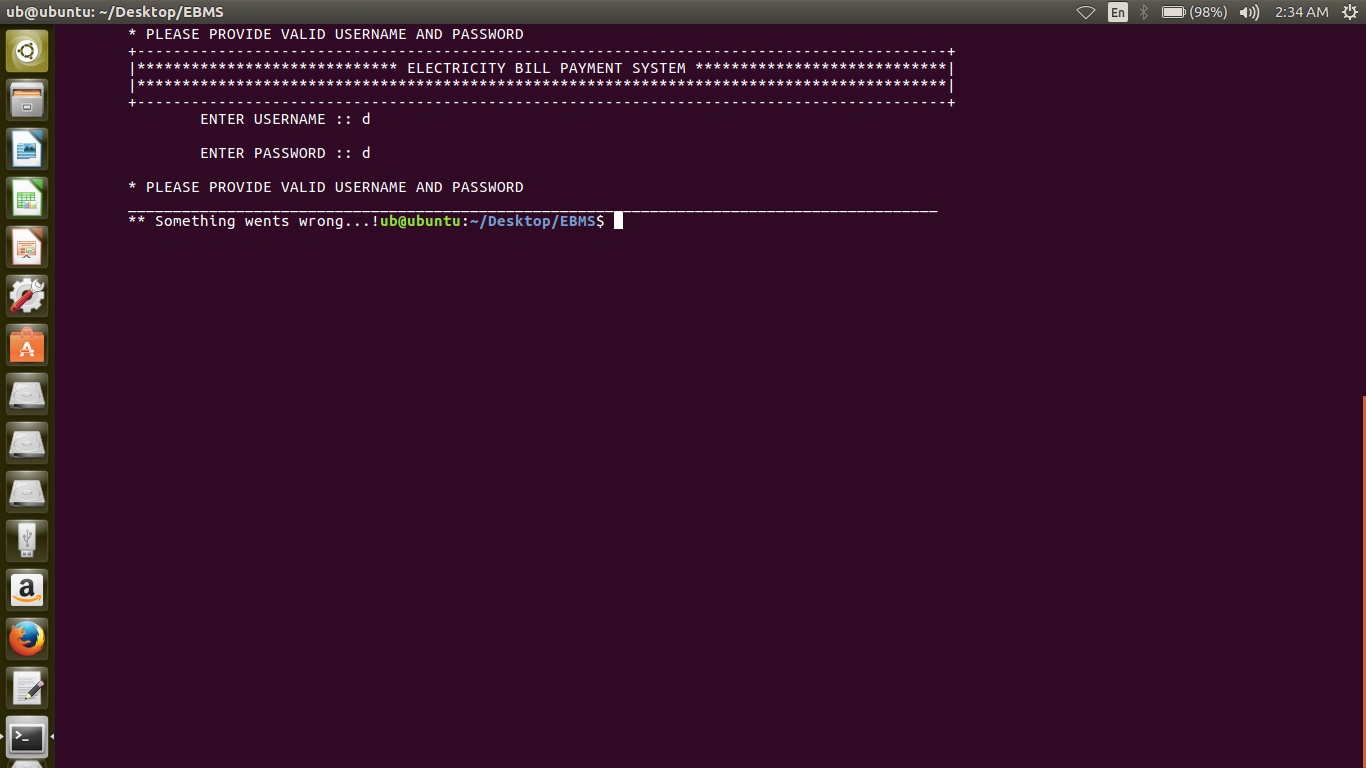 ub@ubuntu: ~/Desktop/EBMS
En
(98%)
2:34 AM
* PLEASE PROVIDE VALID USERNAME AND PASSWORD
+------------------------------------------------------------------------------------------+
|***************************** ELECTRICITY BILL PAYMENT SYSTEM ****************************|
|******************************************************************************************|
+------------------------------------------------------------------------------------------+
ENTER USERNAME :: d
ENTER PASSWORD :: d
* PLEASE PROVIDE VALID USERNAME AND PASSWORD
__________________________________________________________________________________________
** Something wents wrong...!ub@ubuntu:~/Desktop/EBMS$